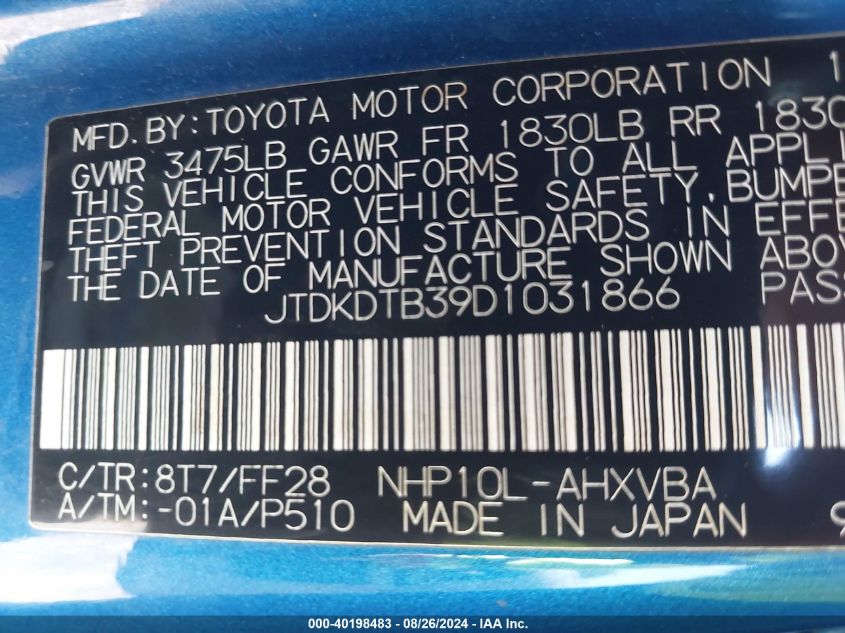 MFD. BY: TOYOTA MOTOR CORPORATION
GVWR 3475LB GAWR FR 1830LB RR 1830
THIS VEHICLE CONFORMS TO ALL
FEDERAL MOTOR VEHICLE SAFETY,
THEFT PREVENTION STANDARDS IN
THE DATE OF MANUFACTURE SHOWN
JTDKDTB39D1031866
C/TR:8T7/FF28 NHP10L-AHXVBA
A/TM:-01A/P510 MADE IN JAPAN
000-40198483 - 08/26/2024 - IAA Inc.